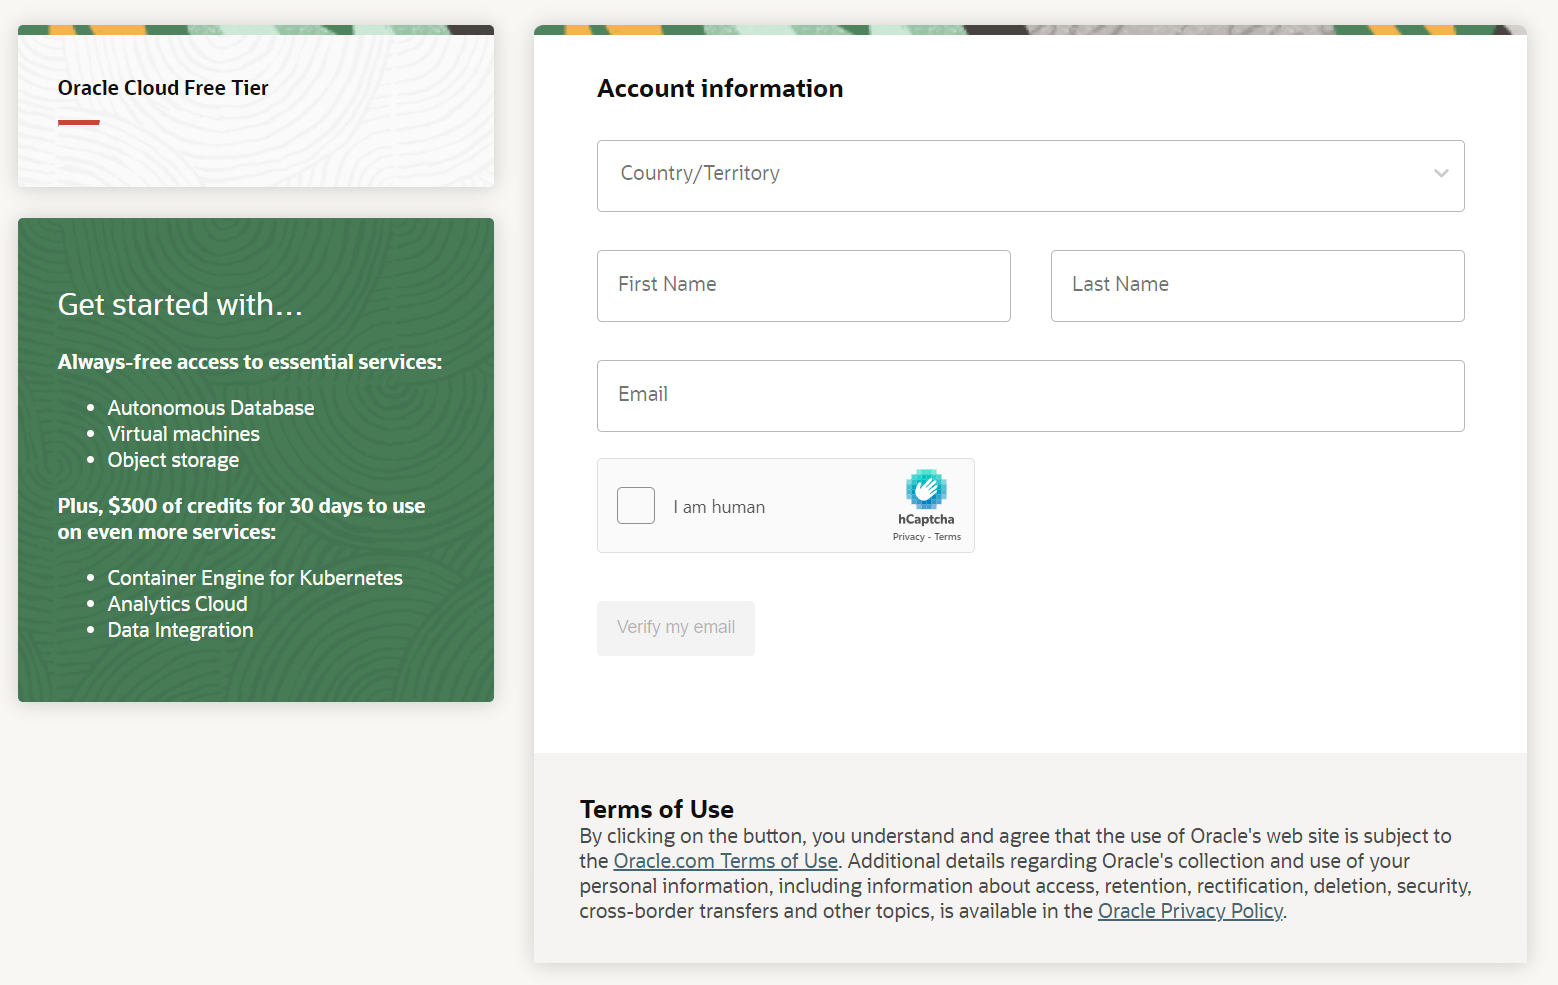 Oracle Cloud Free Tier
Get started with...
Always-free access to essential services:
• Autonomous Database
• Virtual machines
• Object storage
Plus, $300 of credits for 30 days to use
on even more services:
• Container Engine for Kubernetes
• Analytics Cloud
• Data Integration
Account information
Country/Territory
First Name
Last Name
Email
I am human
hCaptcha
Privacy - Terms
Verify my email
Terms of Use
By clicking on the button, you understand and agree that the use of Oracle's web site is subject to
the Oracle.com Terms of Use. Additional details regarding Oracle's collection and use of your
personal information, including information about access, retention, rectification, deletion, security,
cross-border transfers and other topics, is available in the Oracle Privacy Policy.